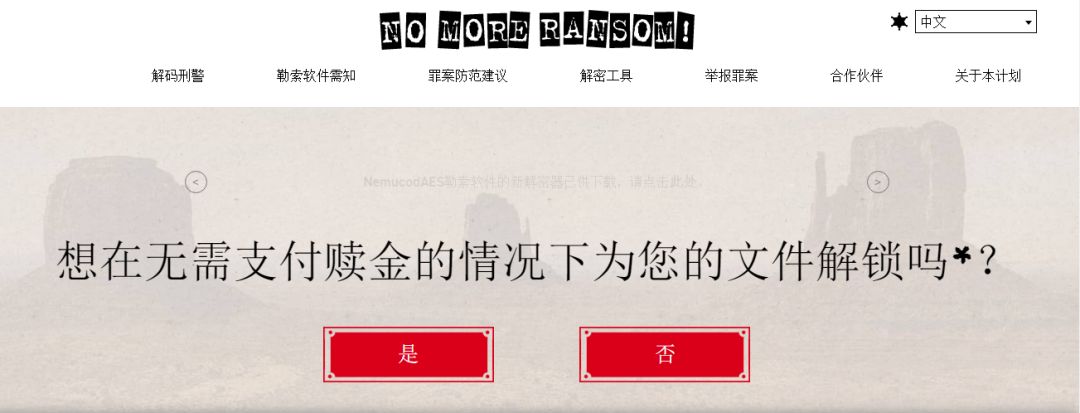 NO MORE RANSOM!
中文
解码刑警 勒索软件需知 罪案防范建议 解密工具 举报罪案 合作伙伴 关于本计划
< NemucodAES勒索软件的新解密器已供下载，请点击此处。 >
想在无需支付赎金的情况下为您的文件解锁吗*?
是 否